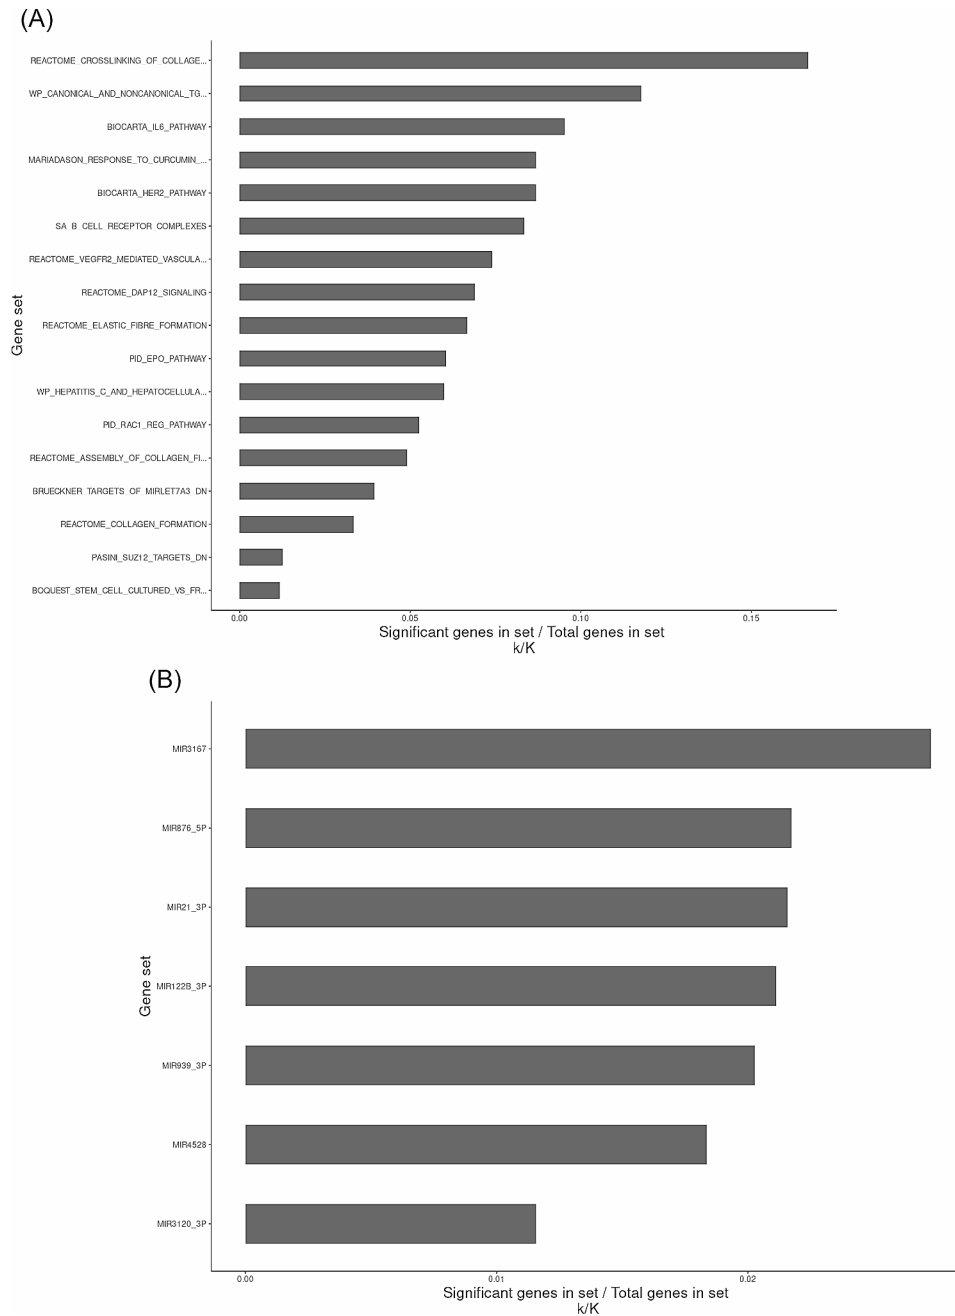 (A)
REACTOME_CROSSLINKING_OF_COLLAGE...
WP_CANONICAL_AND_NONCANONICAL_TG...
BIOCARTA_IL6_PATHWAY
MARIADASON_RESPONSE_TO_CURCUMIN_...
BIOCARTA_HER2_PATHWAY
SA_B_CELL_RECEPTOR_COMPLEXES
REACTOME_VEGFR2_MEDIATED_VASCULA...
REACTOME_DAP12_SIGNALING
REACTOME_ELASTIC_FIBRE_FORMATION
PID_EPO_PATHWAY
WP_HEPATITIS_C_AND_HEPATOCELLULA...
PID_RAC1_REG_PATHWAY
REACTOME_ASSEMBLY_OF_COLLAGEN_FI...
BRUECKNER_TARGETS_OF_MIRLET7A3_DN
REACTOME_COLLAGEN_FORMATION
PASINI_SUZ12_TARGETS_DN
BOQUEST_STEM_CELL_CULTURED_VS_FR...
Gene set
0.00 0.05 0.10 0.15
Significant genes in set / Total genes in set
k/K
(B)
MIR3167
MIR876_5P
MIR21_3P
MIR122B_3P
MIR939_3P
MIR4528
MIR3120_3P
Gene set
0.00 0.01 0.02
Significant genes in set / Total genes in set
k/K